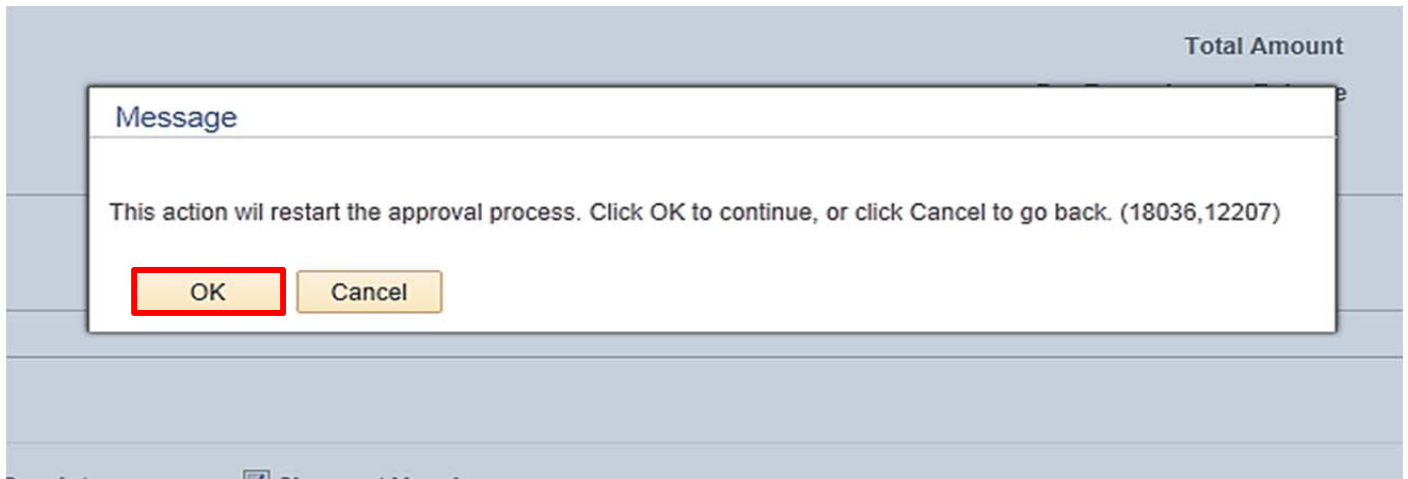 Total Amount
Message
This action wil restart the approval process. Click OK to continue, or click Cancel to go back. (18036,12207)
OK
Cancel